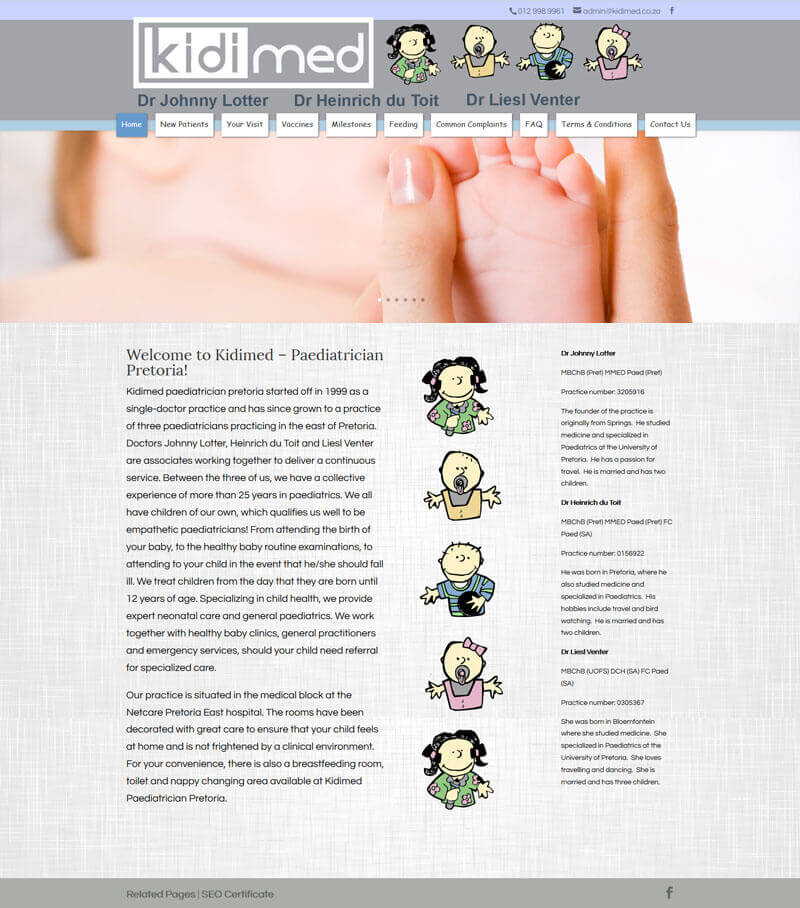 012 998 9961 admin@kidimed.co.za
kidimed
Dr Johnny Lotter Dr Heinrich du Toit Dr Liesl Venter
Home New Patients Your Visit Vaccines Milestones Feeding Common Complaints FAQ Terms & Conditions Contact Us
Welcome to Kidimed – Paediatrician
Pretoria!
Kidimed paediatrician pretoria started off in 1999 as a
single-doctor practice and has since grown to a practice
of three paediatricians practicing in the east of Pretoria.
Doctors Johnny Lotter, Heinrich du Toit and Liesl Venter
are associates working together to deliver a continuous
service. Between the three of us, we have a collective
experience of more than 25 years in paediatrics. We all
have children of our own, which qualifies us well to be
empathetic paediatricians! From attending the birth of
your baby, to the healthy baby routine examinations, to
attending to your child in the event that he/she should fall
ill. We treat children from the day that they are born until
12 years of age. Specializing in child health, we provide
expert neonatal care and general paediatrics. We work
together with healthy baby clinics, general practitioners
and emergency services, should your child need referral
for specialized care.
Our practice is situated in the medical block at the
Netcare Pretoria East hospital. The rooms have been
decorated with great care to ensure that your child feels
at home and is not frightened by a clinical environment.
For your convenience, there is also a breastfeeding room,
toilet and nappy changing area available at Kidimed
Paediatrician Pretoria.
Dr Johnny Lotter
MBChB (Pret) MMED Paed (Pret)
Practice number: 3205916
The founder of the practice is
originally from Springs. He studied
medicine and specialized in
Paediatrics at the University of
Pretoria. He has a passion for
travel. He is married and has two
children.
Dr Heinrich du Toit
MBChB (Pret) MMED Paed (Pret) FC
Paed (SA)
Practice number: 0156922
He was born in Pretoria, where he
also studied medicine and
specialized in Paediatrics. His
hobbies include travel and bird
watching. He is married and has
two children.
Dr Liesl Venter
MBChB (UOFS) DCH (SA) FC Paed
(SA)
Practice number: 0305367
She was born in Bloemfontein
where she studied medicine. She
specialized in Paediatrics at the
University of Pretoria. She loves
travelling and dancing. She is
married and has three children.
Related Pages | SEO Certificate